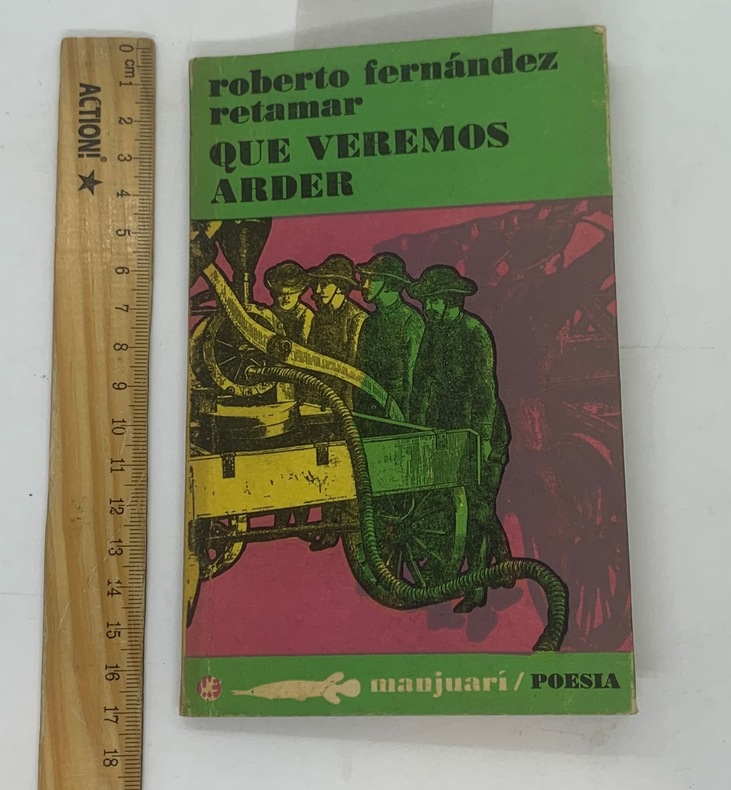 0 cm 1 2 3 4 5 6 7 8 9 10 11 12 13 14 15 16 17 18
ACTION!
roberto fernández
retamar
QUE VEREMOS
ARDER
manjuarí / POESIA